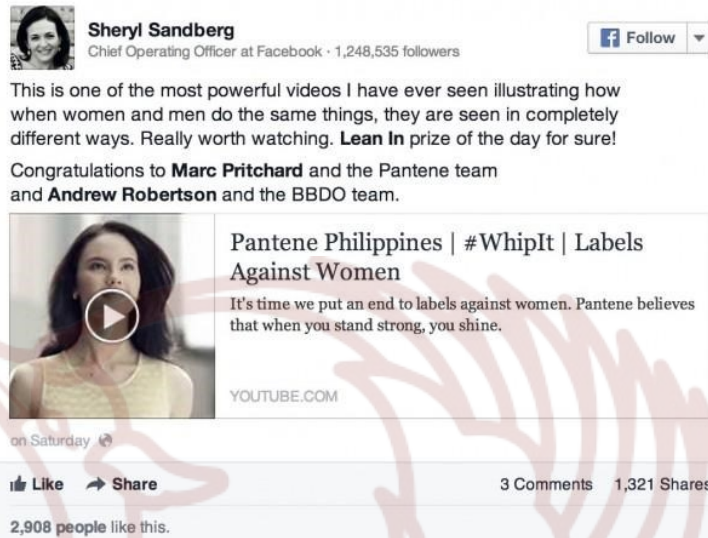 Sheryl Sandberg
Chief Operating Officer at Facebook · 1,248,535 followers
Follow
This is one of the most powerful videos I have ever seen illustrating how
when women and men do the same things, they are seen in completely
different ways. Really worth watching. Lean In prize of the day for sure!
Congratulations to Marc Pritchard and the Pantene team
and Andrew Robertson and the BBDO team.
Pantene Philippines | #WhipIt | Labels
Against Women
It's time we put an end to labels against women. Pantene believes
that when you stand strong, you shine.
YOUTUBE.COM
on Saturday
Like Share 3 Comments 1,321 Shares
2,908 people like this.